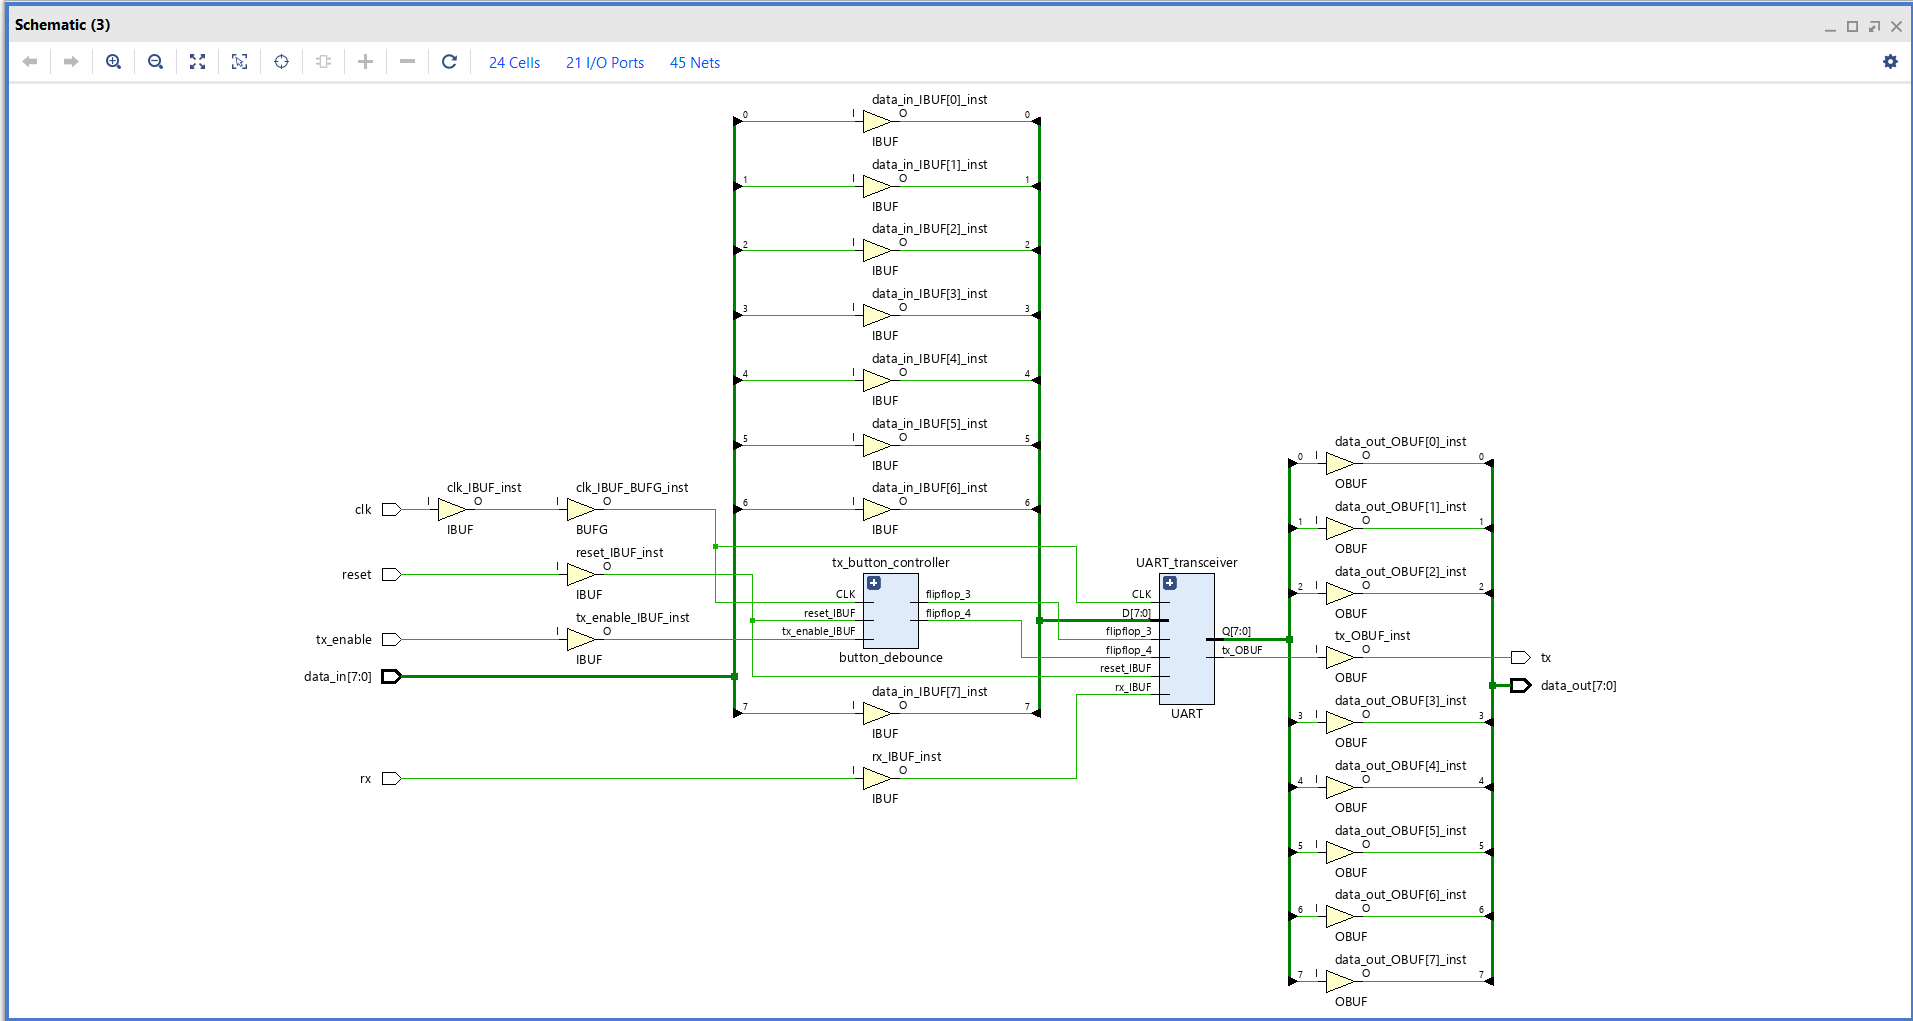 Schematic (3)
24 Cells 21 I/O Ports 45 Nets
data_in_IBUF[0]_inst
0 I O 0
IBUF
data_in_IBUF[1]_inst
1 I O 1
IBUF
data_in_IBUF[2]_inst
2 I O 2
IBUF
data_in_IBUF[3]_inst
3 I O 3
IBUF
data_in_IBUF[4]_inst
4 I O 4
IBUF
data_in_IBUF[5]_inst
5 I O 5
IBUF
data_in_IBUF[6]_inst
6 I O 6
IBUF
clk
clk_IBUF_inst
I O
IBUF
clk_IBUF_BUFG_inst
I O
BUFG
reset
reset_IBUF_inst
I O
IBUF
tx_enable
tx_enable_IBUF_inst
I O
IBUF
data_in[7:0]
tx_button_controller
CLK
reset_IBUF
tx_enable_IBUF
flipflop_3
flipflop_4
button_debounce
data_in_IBUF[7]_inst
7 I O 7
IBUF
rx
rx_IBUF_inst
I O
IBUF
UART_transceiver
CLK
D[7:0]
flipflop_3
flipflop_4
reset_IBUF
rx_IBUF
Q[7:0]
tx_OBUF
UART
data_out_OBUF[0]_inst
0 I O 0
OBUF
data_out_OBUF[1]_inst
1 I O 1
OBUF
data_out_OBUF[2]_inst
2 I O 2
OBUF
tx_OBUF_inst
I O
OBUF
tx
data_out[7:0]
data_out_OBUF[3]_inst
3 I O 3
OBUF
data_out_OBUF[4]_inst
4 I O 4
OBUF
data_out_OBUF[5]_inst
5 I O 5
OBUF
data_out_OBUF[6]_inst
6 I O 6
OBUF
data_out_OBUF[7]_inst
7 I O 7
OBUF